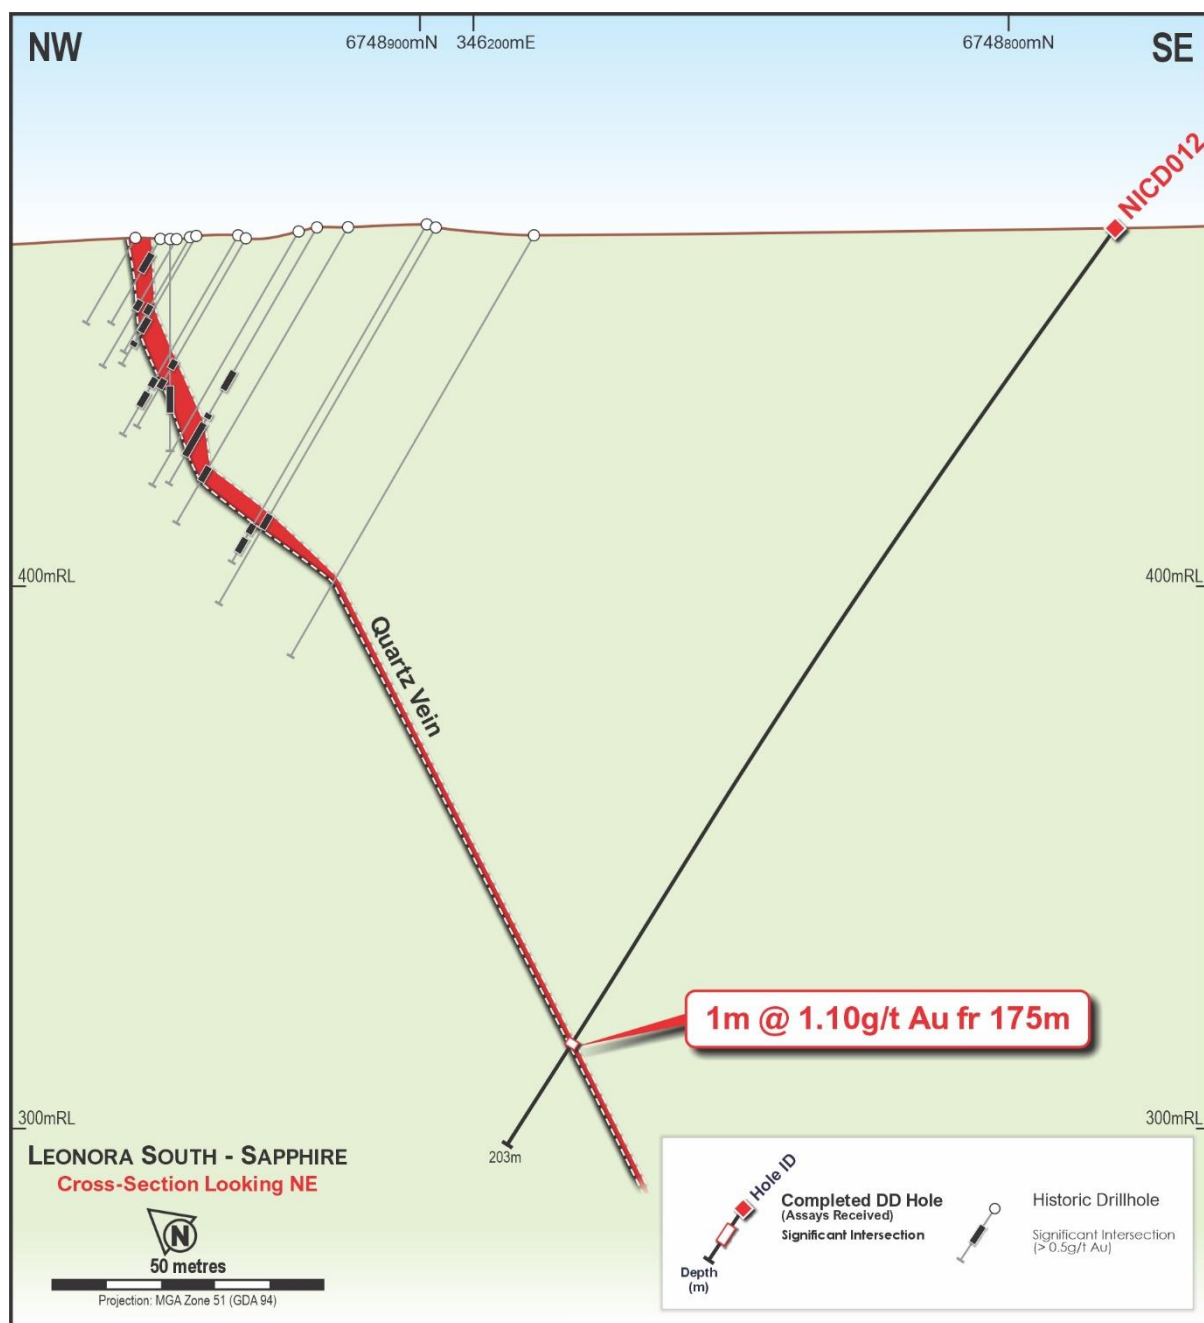 NW
6748900mN
346200mE
6748800mN
SE
NICD012
400mRL
400mRL
Quartz Vein
1m @ 1.10g/t Au fr 175m
300mRL
300mRL
203m
LEONORA SOUTH - SAPPHIRE
Cross-Section Looking NE
N
50 metres
Projection: MGA Zone 51 (GDA 94)
Hole ID
Completed DD Hole
(Assays Received)
Significant Intersection
Depth
(m)
Historic Drillhole
Significant Intersection
(> 0.5g/t Au)